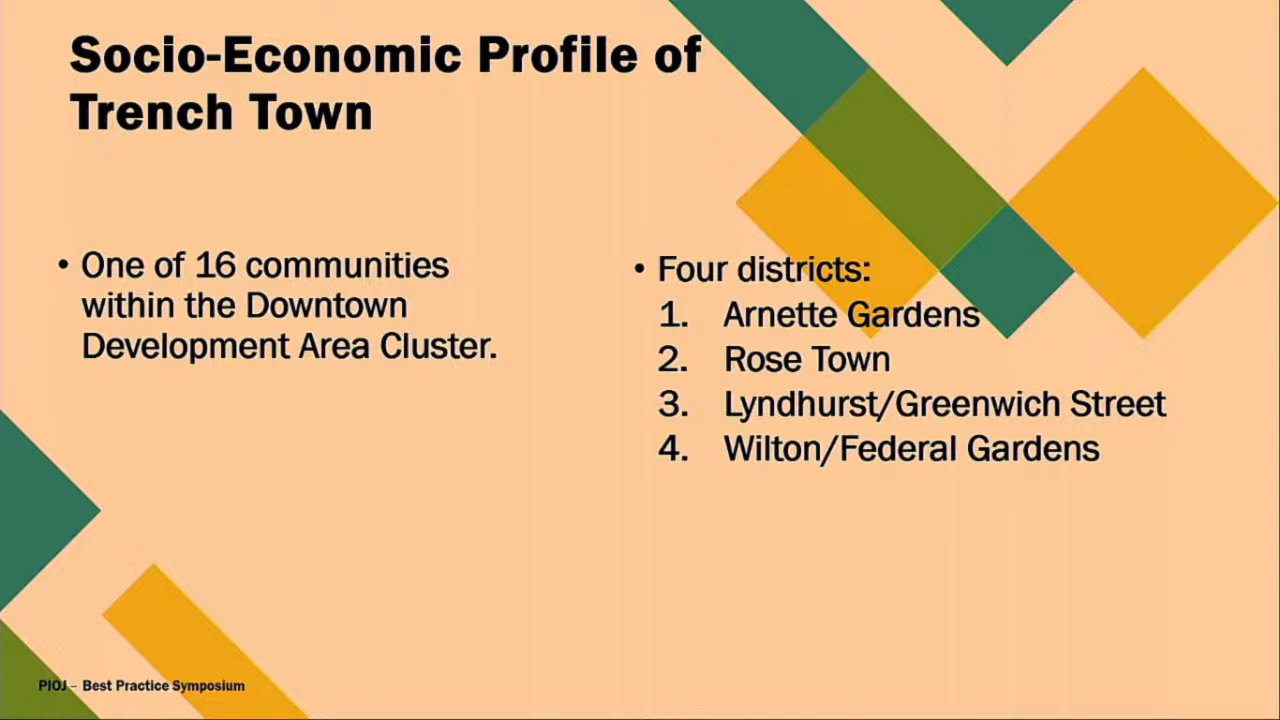 Socio-Economic Profile of
Trench Town
• One of 16 communities
within the Downtown
Development Area Cluster.
• Four districts:
1. Arnette Gardens
2. Rose Town
3. Lyndhurst/Greenwich Street
4. Wilton/Federal Gardens
PIOJ – Best Practice Symposium